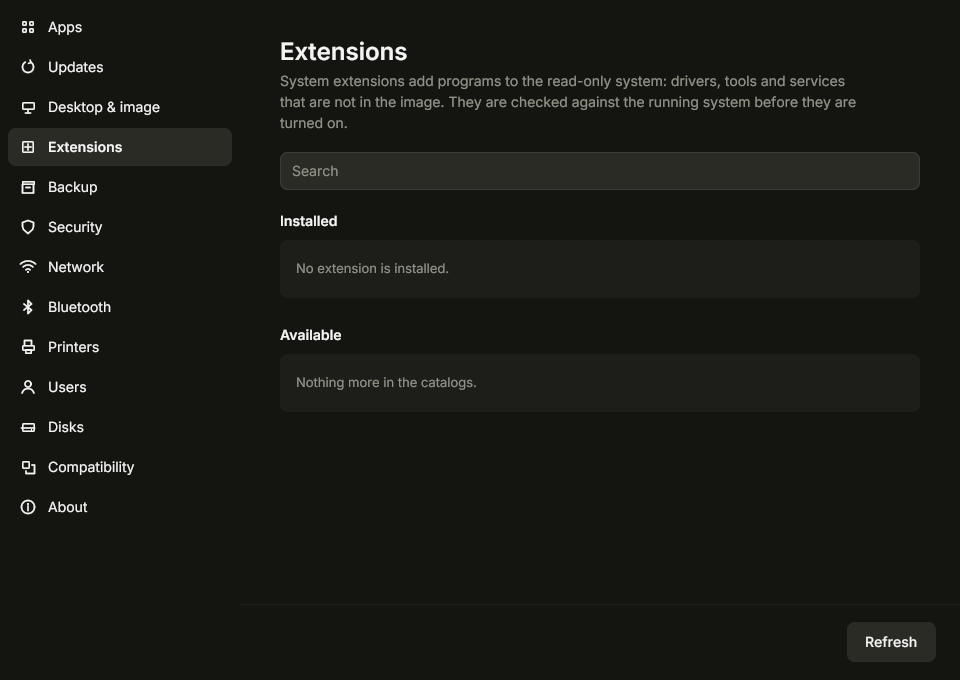 Apps
Updates
Desktop & image
Extensions
Backup
Security
Network
Bluetooth
Printers
Users
Disks
Compatibility
About
Extensions
System extensions add programs to the read-only system: drivers, tools and services
that are not in the image. They are checked against the running system before they are
turned on.
Search
Installed
No extension is installed.
Available
Nothing more in the catalogs.
Refresh